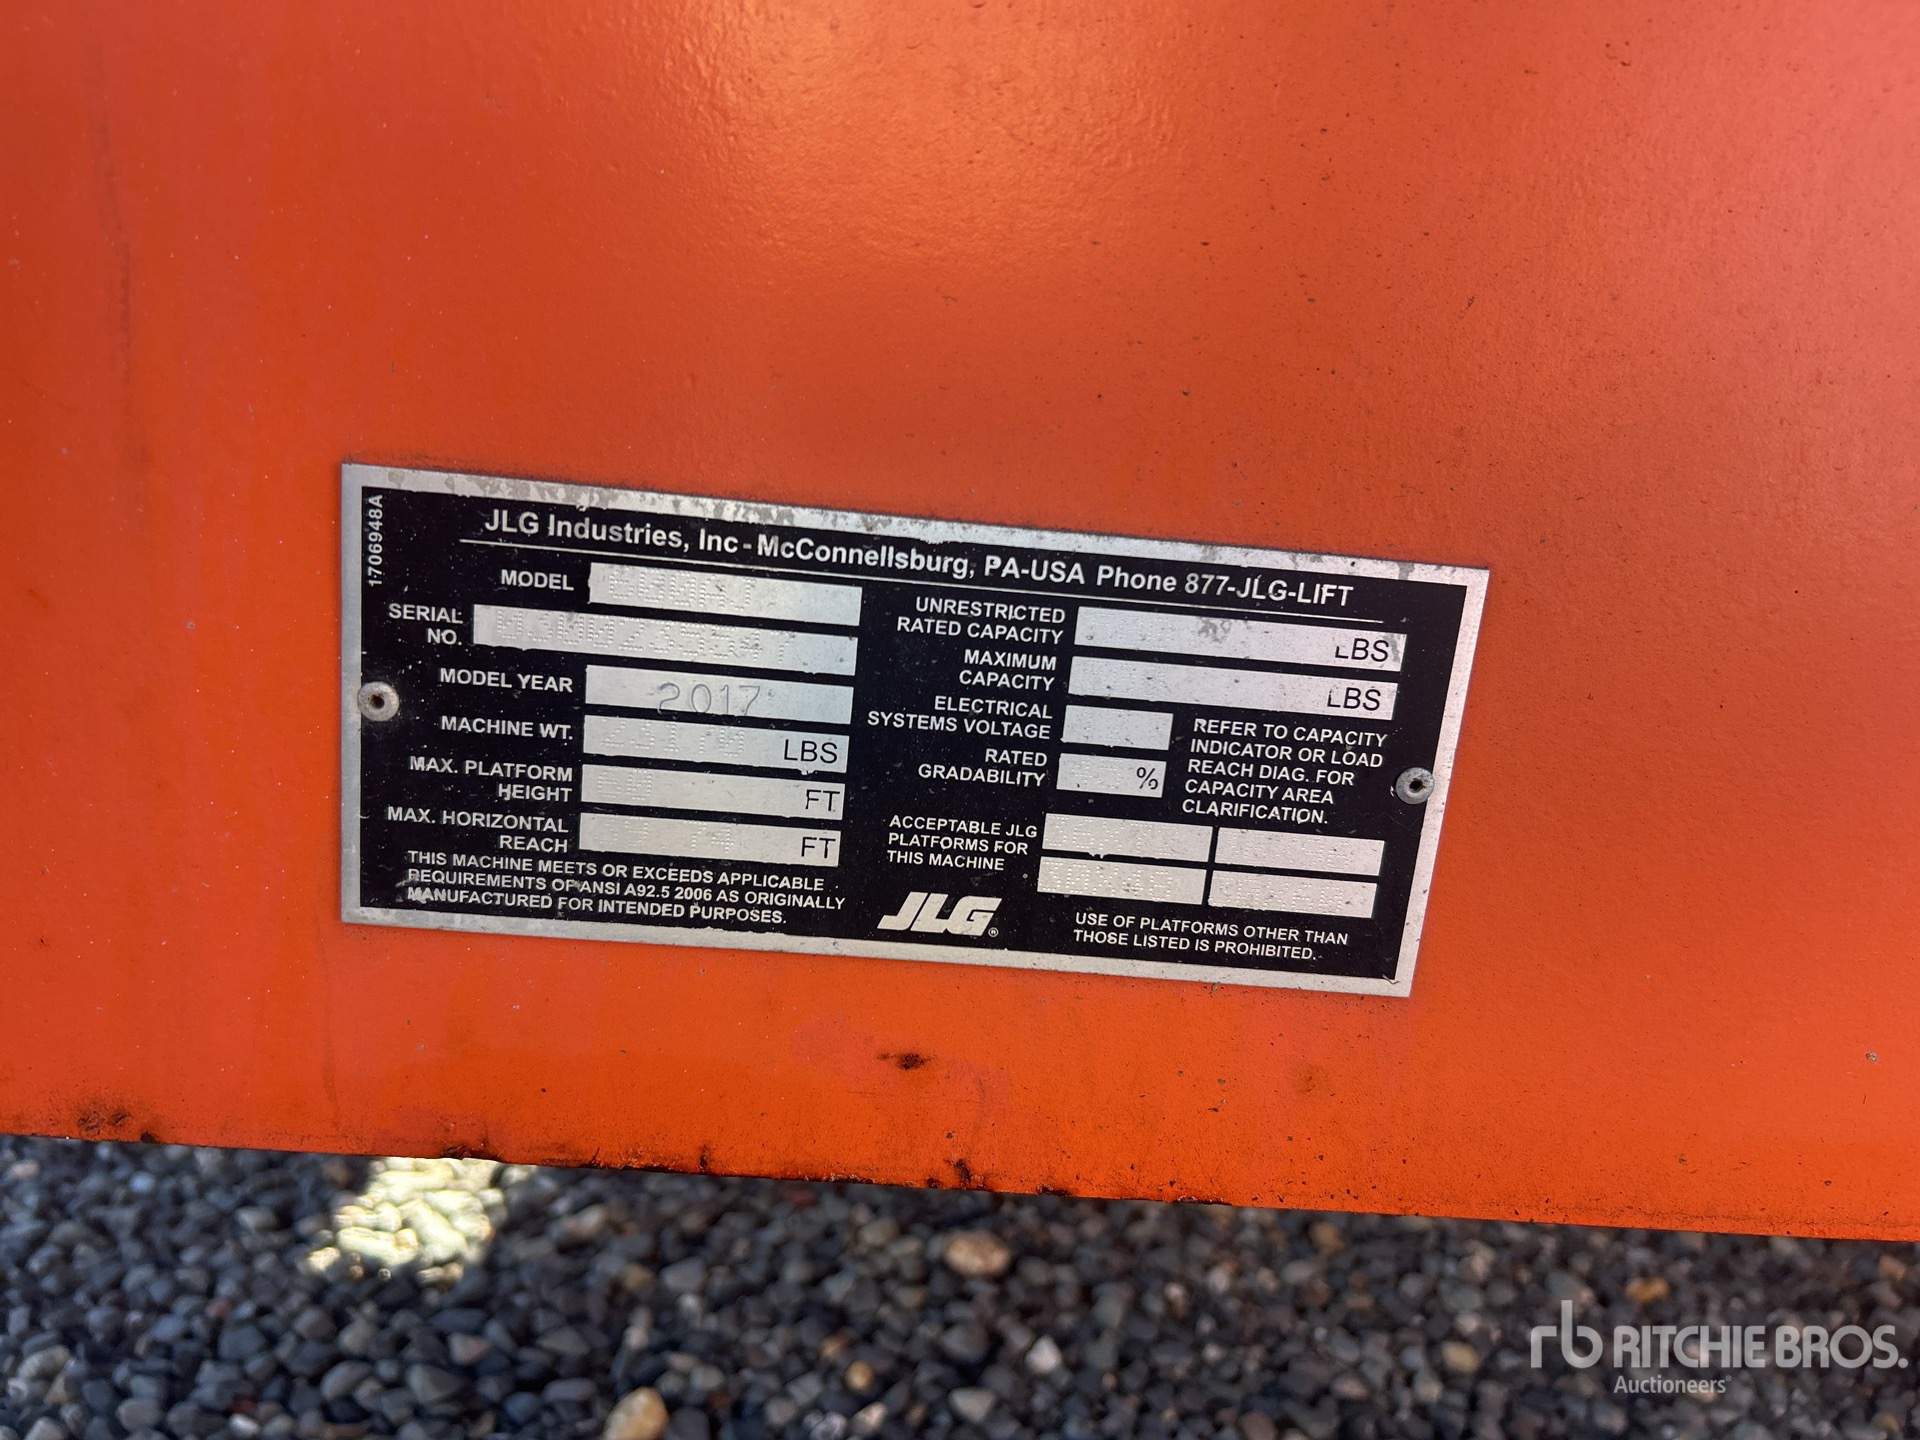 1706948A
JLG Industries, Inc - McConnellsburg, PA-USA Phone 877-JLG-LIFT
MODEL 600AJ
SERIAL
NO.
MODEL YEAR 2017
MACHINE WT. LBS
MAX. PLATFORM
HEIGHT 60 FT
MAX. HORIZONTAL
REACH FT
THIS MACHINE MEETS OR EXCEEDS APPLICABLE
REQUIREMENTS OF ANSI A92.5 2006 AS ORIGINALLY
MANUFACTURED FOR INTENDED PURPOSES.
UNRESTRICTED
RATED CAPACITY LBS
MAXIMUM
CAPACITY LBS
ELECTRICAL
SYSTEMS VOLTAGE
RATED
GRADABILITY %
REFER TO CAPACITY
INDICATOR OR LOAD
REACH DIAG. FOR
CAPACITY AREA
CLARIFICATION.
ACCEPTABLE JLG
PLATFORMS FOR
THIS MACHINE
JLG®
USE OF PLATFORMS OTHER THAN
THOSE LISTED IS PROHIBITED.
rb RITCHIE BROS.
Auctioneers